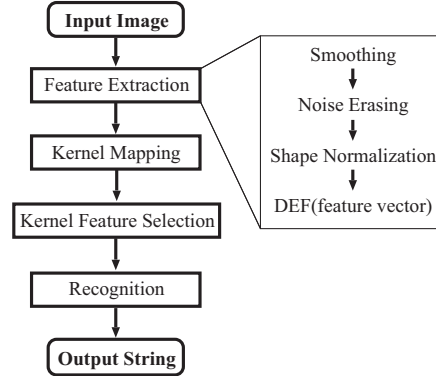 Input Image
Feature Extraction
Kernel Mapping
Kernel Feature Selection
Recognition
Output String
Smoothing
Noise Erasing
Shape Normalization
DEF(feature vector)